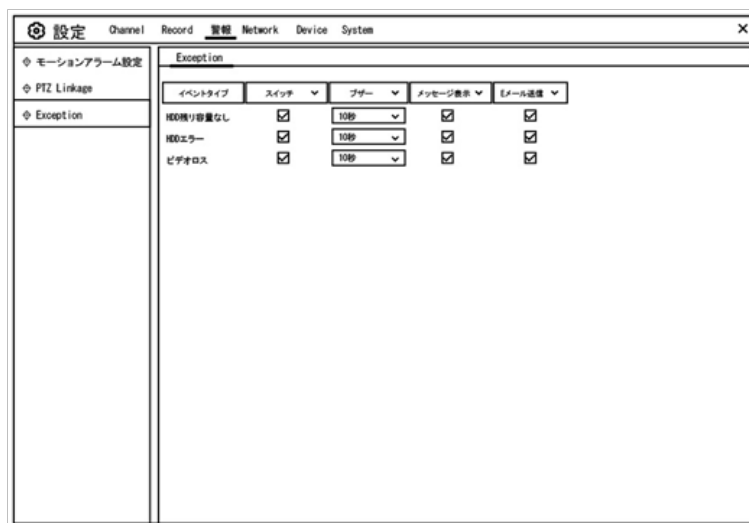 設定 Channel Record 警報 Network Device System ×
モーションアラーム設定
PTZ Linkage
Exception
Exception
イベントタイプ スイッチ ブザー メッセージ表示 Eメール送信
HDD残り容量なし 10秒
HDDエラー 10秒
ビデオロス 10秒